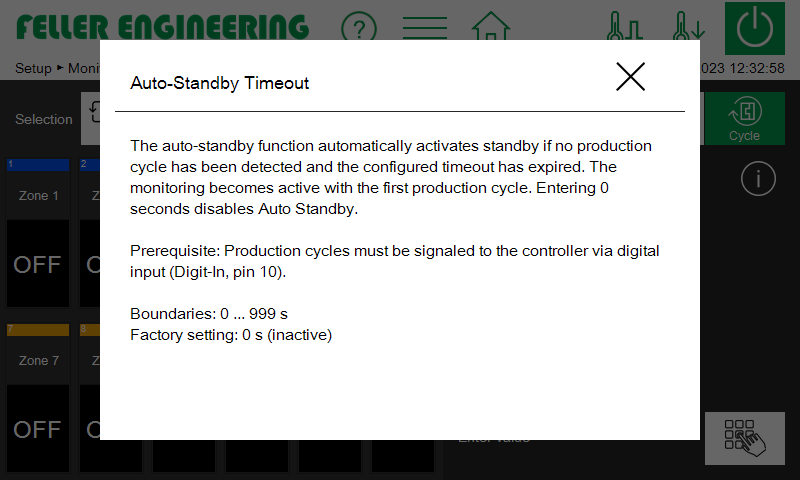 FELLER ENGINEERING
?
Setup ► Moni
023 12:32:58
Auto-Standby Timeout
Selection
Cycle
The auto-standby function automatically activates standby if no production
cycle has been detected and the configured timeout has expired. The
monitoring becomes active with the first production cycle. Entering 0
seconds disables Auto Standby.
Prerequisite: Production cycles must be signaled to the controller via digital
input (Digit-In, pin 10).
Boundaries: 0 ... 999 s
Factory setting: 0 s (inactive)
i
1
2
Zone 1
Z
OFF
7
8
Zone 7
Z
OFF
Enter value